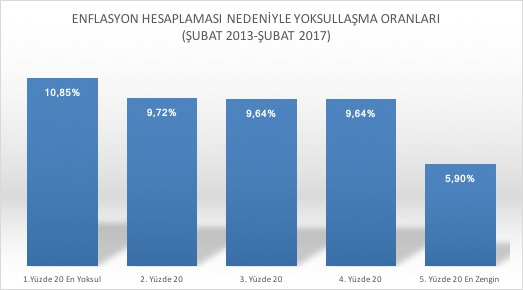 ENFLASYON HESAPLAMASI NEDENİYLE YOKSULLAŞMA ORANLARI
(ŞUBAT 2013-ŞUBAT 2017)
10,85%
9,72%
9,64%
9,64%
5,90%
1.Yüzde 20 En Yoksul
2. Yüzde 20
3. Yüzde 20
4. Yüzde 20
5. Yüzde 20 En Zengin